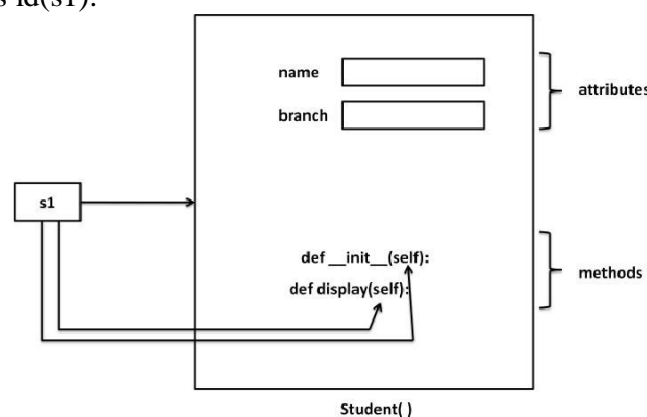 s id(s1).
name
attributes
branch
s1
def __init__(self):
def display(self):
methods
Student( )